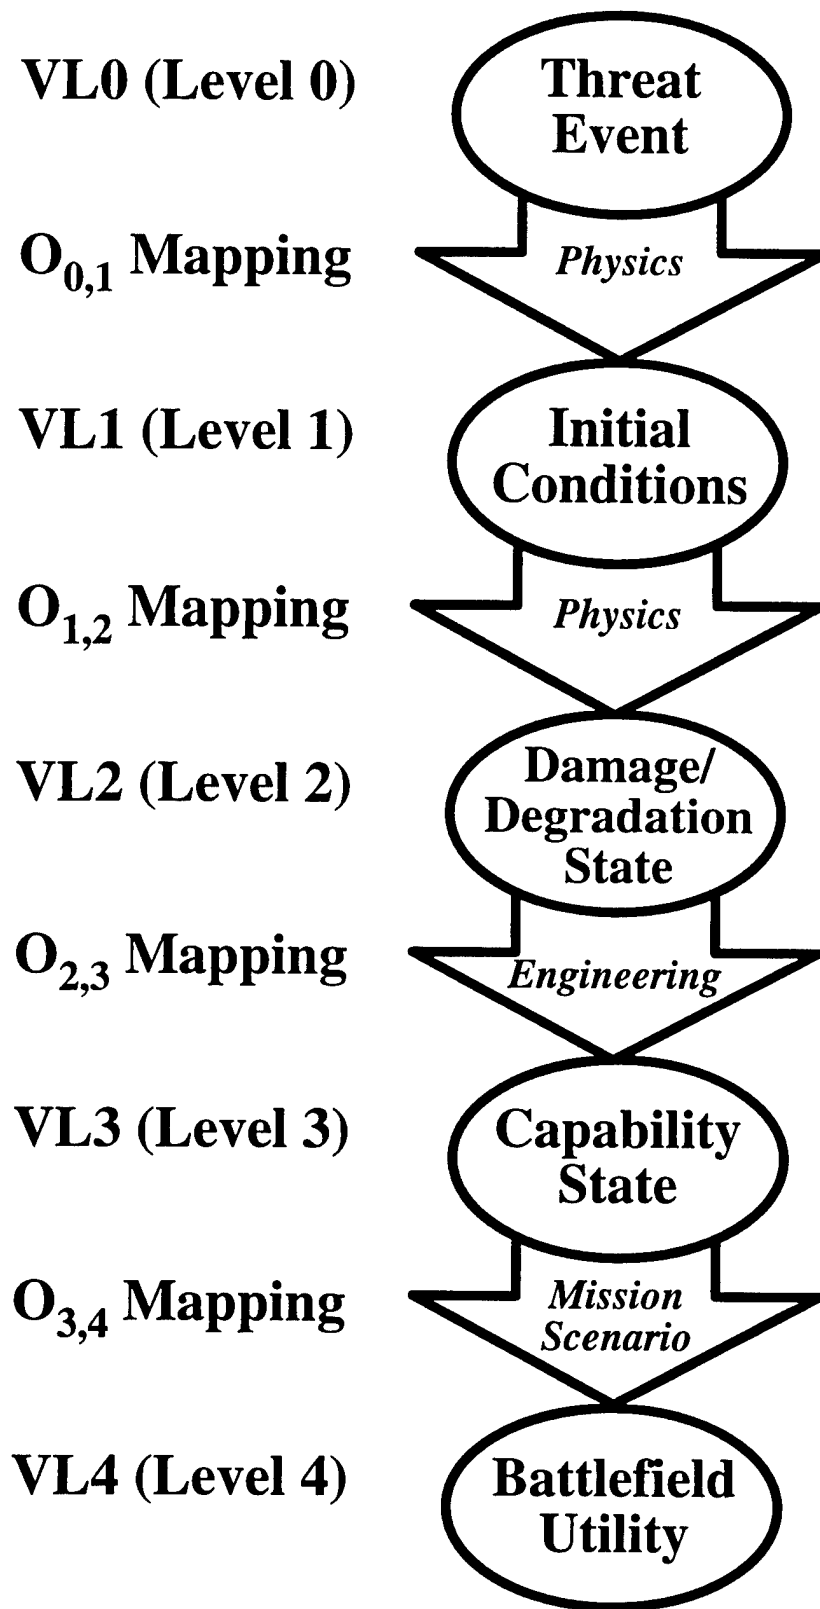 VL0 (Level 0)
Threat
Event
O0,1 Mapping
Physics
VL1 (Level 1)
Initial
Conditions
O1,2 Mapping
Physics
VL2 (Level 2)
Damage/
Degradation
State
O2,3 Mapping
Engineering
VL3 (Level 3)
Capability
State
O3,4 Mapping
Mission
Scenario
VL4 (Level 4)
Battlefield
Utility